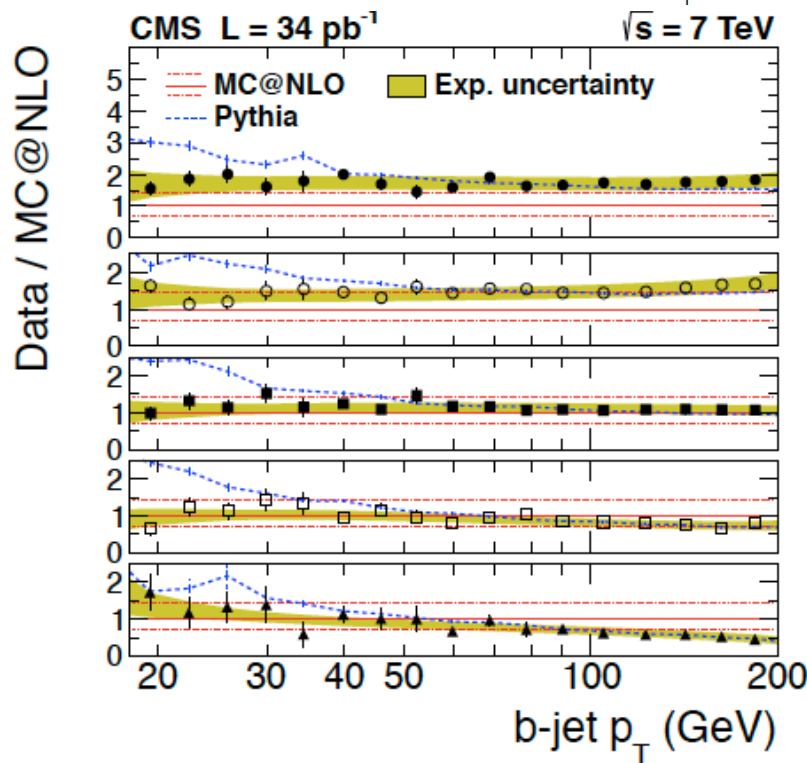 CMS L = 34 pb⁻¹ √s = 7 TeV
Data / MC@NLO
MC@NLO
Exp. uncertainty
Pythia
5
4
3
2
1
0
2
1
0
2
1
0
2
1
0
2
1
0
20 30 40 50 100 200
b-jet p_T (GeV)